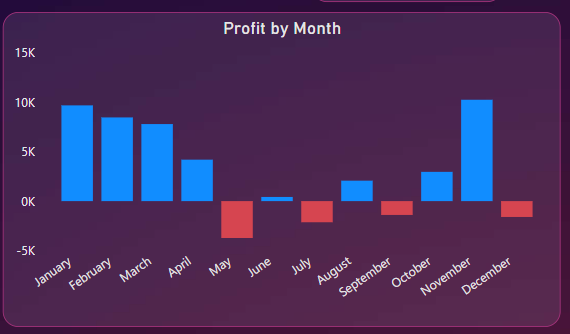 Profit by Month
15K
10K
5K
0K
-5K
January
February
March
April
May
June
July
August
September
October
November
December